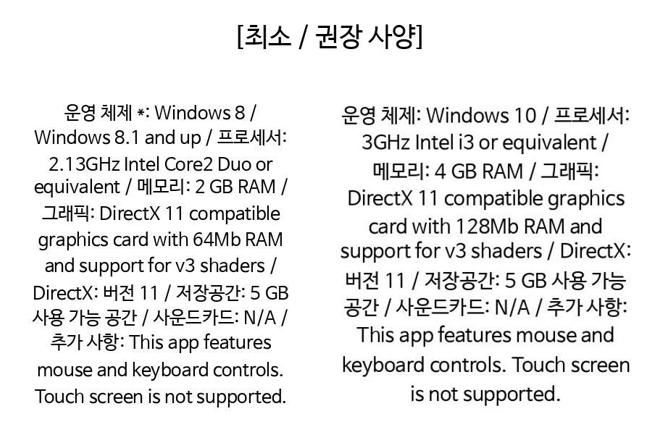 [최소 / 권장 사양]
운영 체제 *: Windows 8 /
Windows 8.1 and up / 프로세서:
2.13GHz Intel Core2 Duo or
equivalent / 메모리: 2 GB RAM /
그래픽: DirectX 11 compatible
graphics card with 64Mb RAM
and support for v3 shaders /
DirectX: 버전 11 / 저장공간: 5 GB
사용 가능 공간 / 사운드카드: N/A /
추가 사항: This app features
mouse and keyboard controls.
Touch screen is not supported.
운영 체제: Windows 10 / 프로세서:
3GHz Intel i3 or equivalent /
메모리: 4 GB RAM / 그래픽:
DirectX 11 compatible graphics
card with 128Mb RAM and
support for v3 shaders / DirectX:
버전 11 / 저장공간: 5 GB 사용 가능
공간 / 사운드카드: N/A / 추가 사항:
This app features mouse and
keyboard controls. Touch screen
is not supported.